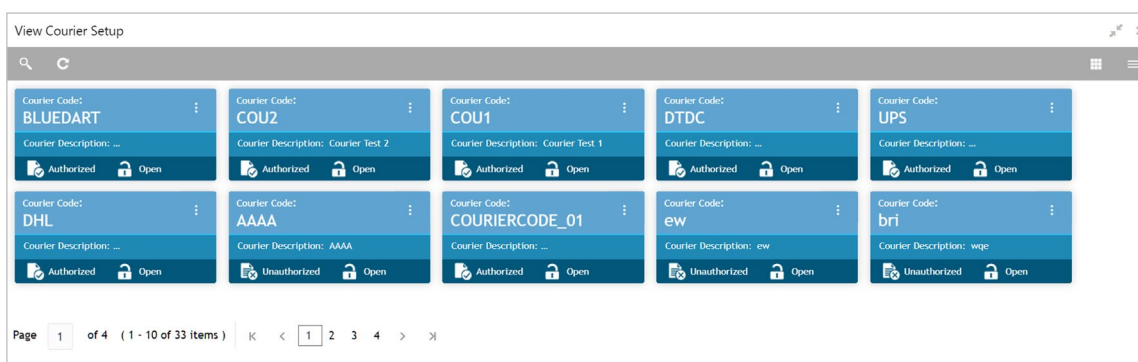 View Courier Setup
Courier Code:
BLUEDART
Courier Description: ...
Authorized Open
Courier Code:
COU2
Courier Description: Courier Test 2
Authorized Open
Courier Code:
COU1
Courier Description: Courier Test 1
Authorized Open
Courier Code:
DTDC
Courier Description: ...
Authorized Open
Courier Code:
UPS
Courier Description: ...
Authorized Open
Courier Code:
DHL
Courier Description: ...
Authorized Open
Courier Code:
AAAA
Courier Description: AAAA
Unauthorized Open
Courier Code:
COURIERCODE_01
Courier Description: ...
Authorized Open
Courier Code:
ew
Courier Description: ew
Unauthorized Open
Courier Code:
bri
Courier Description: wqe
Unauthorized Open
Page 1 of 4 ( 1 - 10 of 33 items ) 1 2 3 4